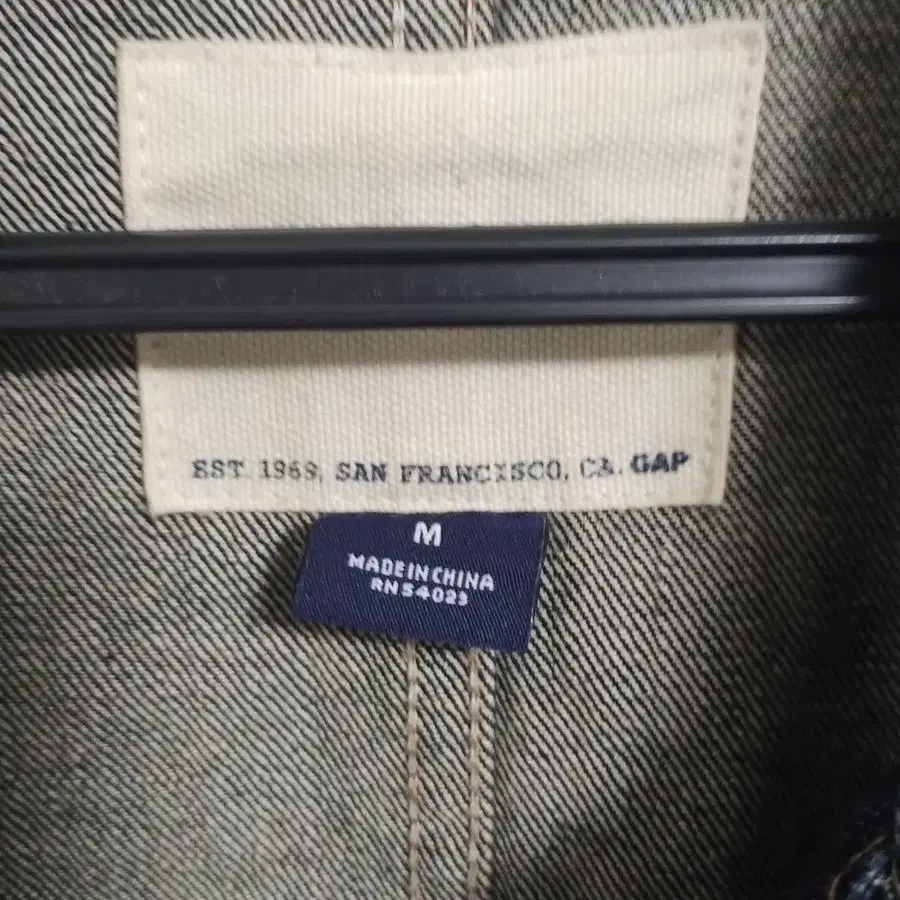 EST. 1969, SAN FRANCISCO, CA. GAP
M
MADE IN CHINA
RN 54023